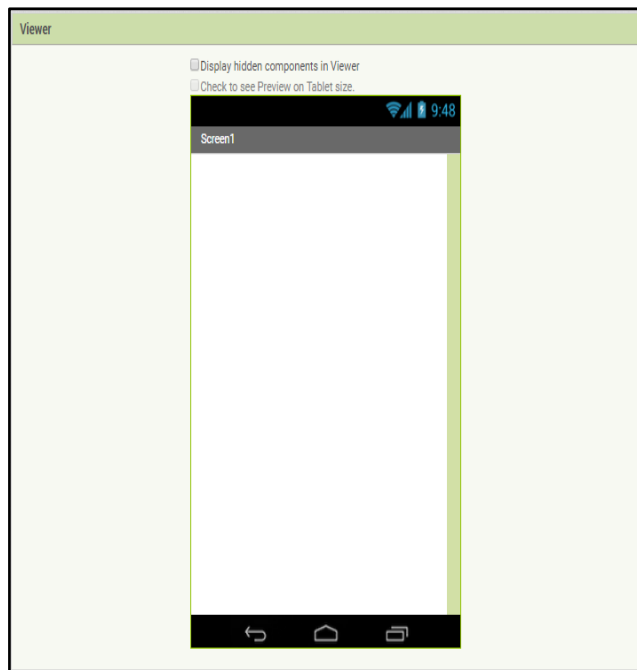 Viewer
Display hidden components in Viewer
Check to see Preview on Tablet size.
9:48
Screen1